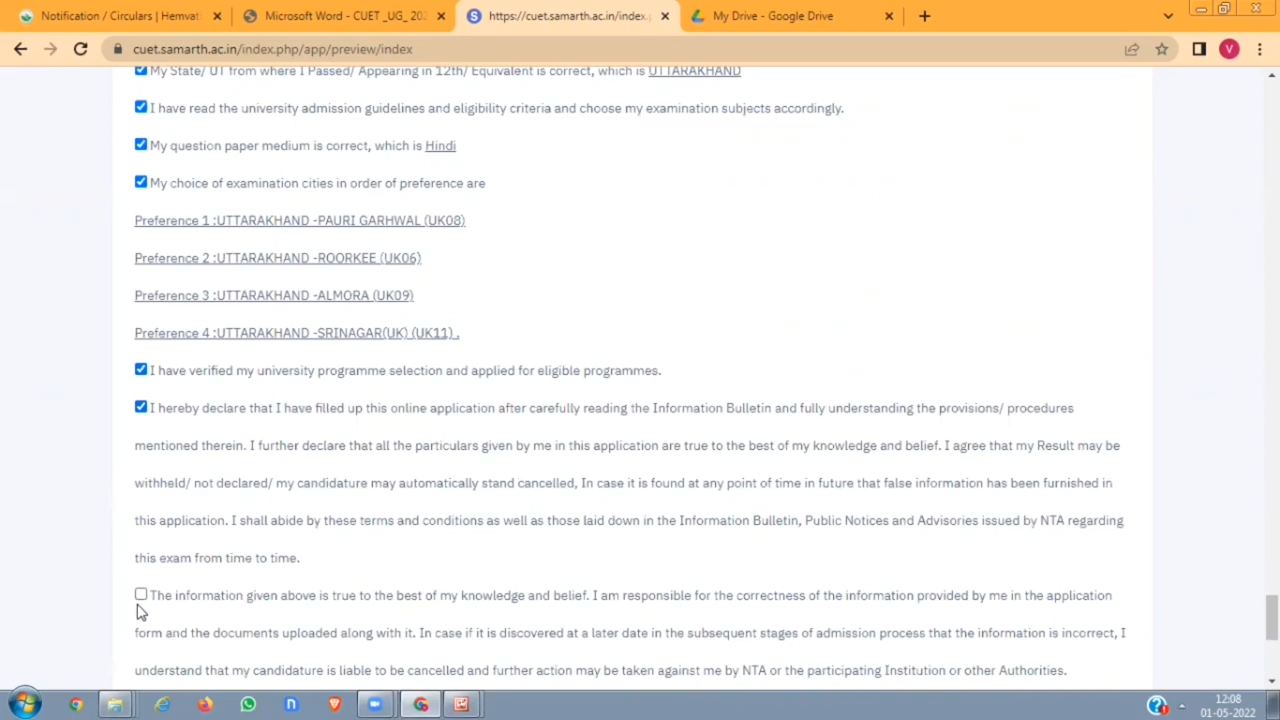 Notification / Circulars | Hemvat
Microsoft Word - CUET _UG_ 202
https://cuet.samarth.ac.in/index.
My Drive - Google Drive
cuet.samarth.ac.in/index.php/app/preview/index
V
My State/ UT from where I Passed/ Appearing in 12th/ Equivalent is correct, which is UTTARAKHAND
I have read the university admission guidelines and eligibility criteria and choose my examination subjects accordingly.
My question paper medium is correct, which is Hindi
My choice of examination cities in order of preference are
Preference 1 :UTTARAKHAND -PAURI GARHWAL (UK08)
Preference 2 :UTTARAKHAND -ROORKEE (UK06)
Preference 3 :UTTARAKHAND -ALMORA (UK09)
Preference 4 :UTTARAKHAND -SRINAGAR(UK) (UK11) .
I have verified my university programme selection and applied for eligible programmes.
I hereby declare that I have filled up this online application after carefully reading the Information Bulletin and fully understanding the provisions/ procedures
mentioned therein. I further declare that all the particulars given by me in this application are true to the best of my knowledge and belief. I agree that my Result may be
withheld/ not declared/ my candidature may automatically stand cancelled, In case it is found at any point of time in future that false information has been furnished in
this application. I shall abide by these terms and conditions as well as those laid down in the Information Bulletin, Public Notices and Advisories issued by NTA regarding
this exam from time to time.
The information given above is true to the best of my knowledge and belief. I am responsible for the correctness of the information provided by me in the application
form and the documents uploaded along with it. In case if it is discovered at a later date in the subsequent stages of admission process that the information is incorrect, I
understand that my candidature is liable to be cancelled and further action may be taken against me by NTA or the participating Institution or other Authorities.
12:08
01-05-2022